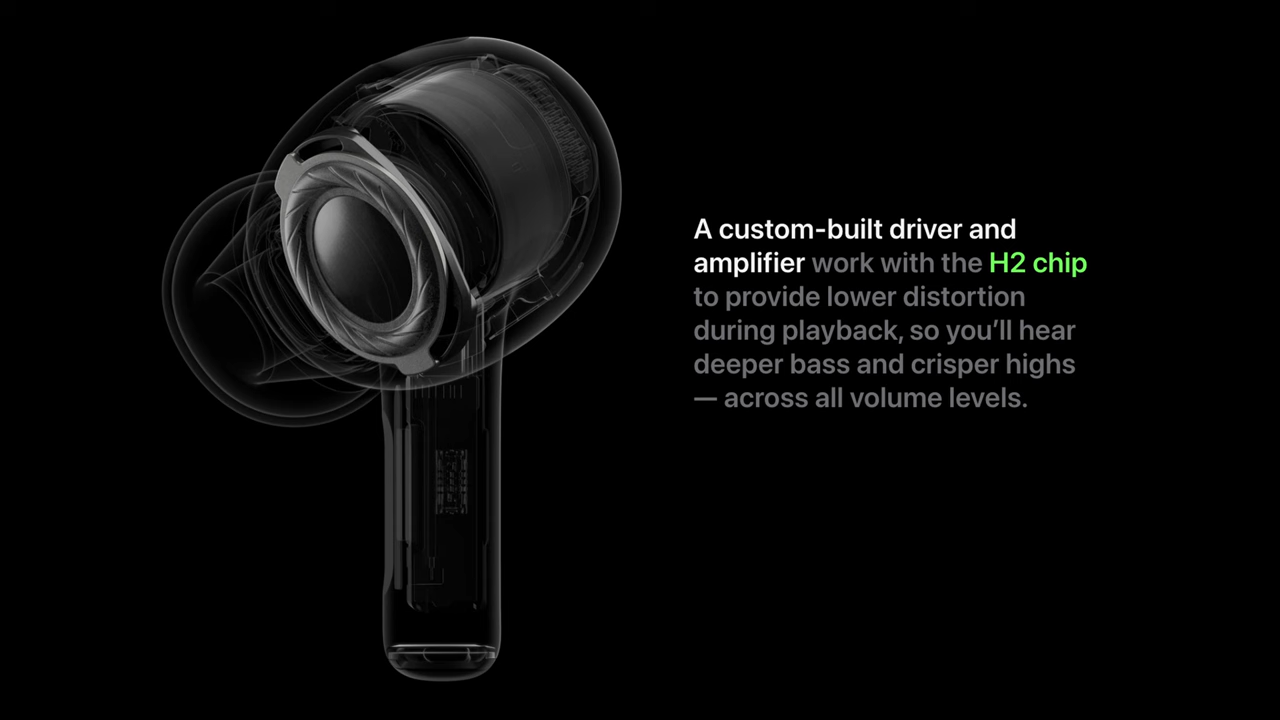 A custom-built driver and
amplifier work with the H2 chip
to provide lower distortion
during playback, so you’ll hear
deeper bass and crisper highs
— across all volume levels.